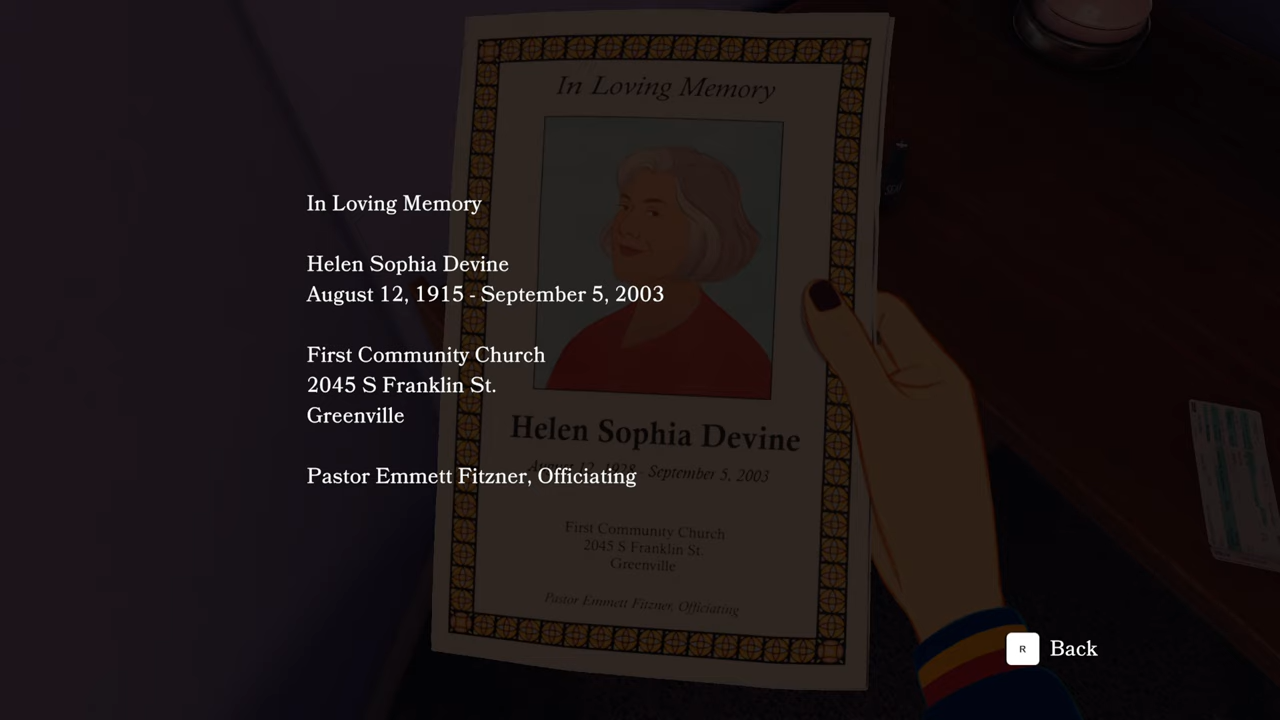 In Loving Memory
Helen Sophia Devine
August 12, 1915 - September 5, 2003
First Community Church
2045 S Franklin St.
Greenville
Pastor Emmett Fitzner, Officiating
In Loving Memory
Helen Sophia Devine
September 5, 2003
First Community Church
2045 S Franklin St.
Greenville
Pastor Emmett Fitzner, Officiating
R Back